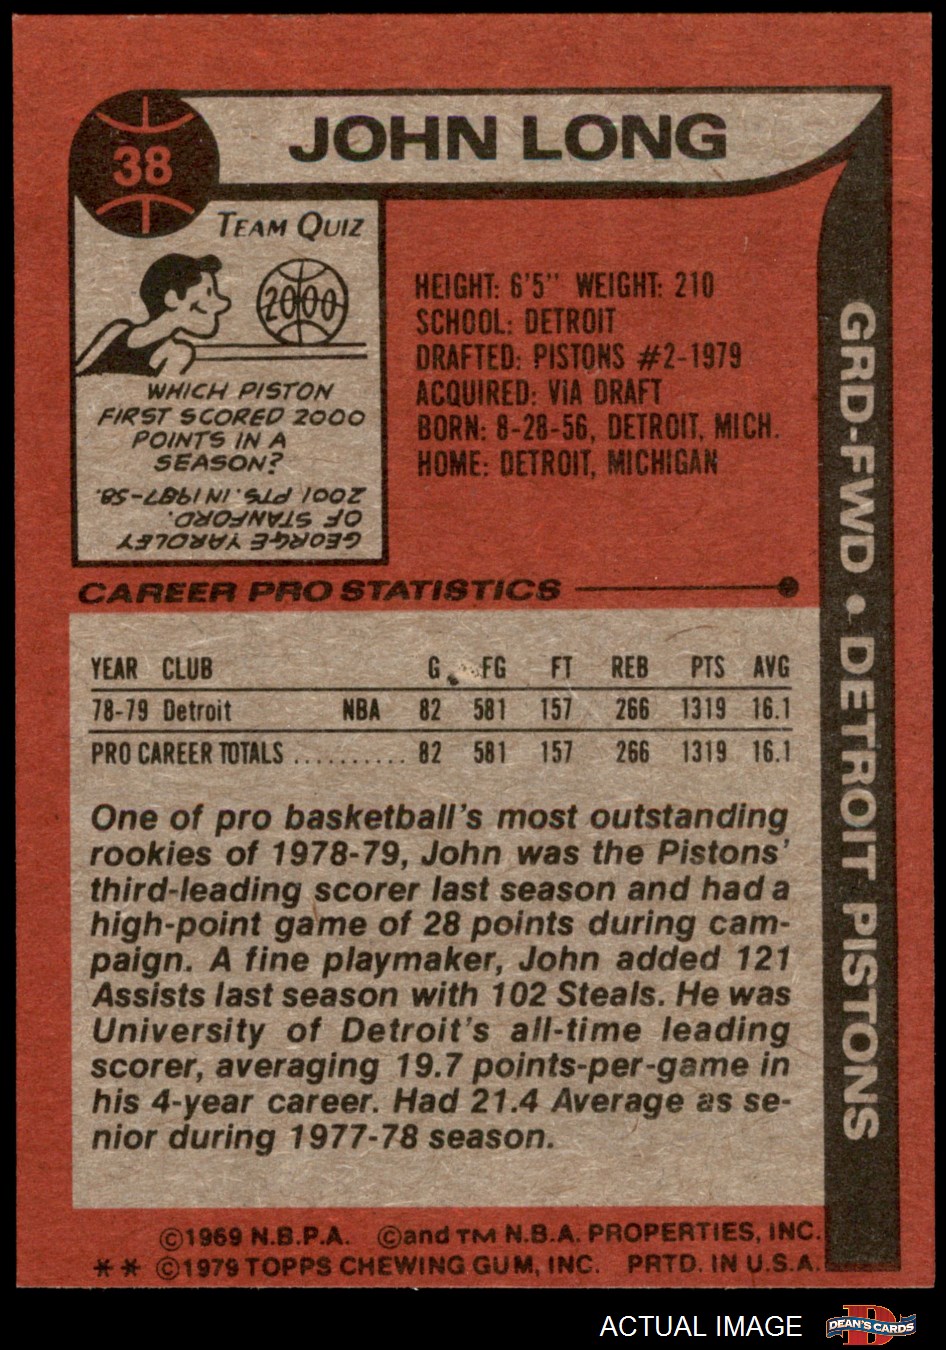 38
JOHN LONG
TEAM QUIZ
2000
WHICH PISTON
FIRST SCORED 2000
POINTS IN A
SEASON?
GEORGE YARDLEY
OF STANFORD.
2001 PTS. IN 1957-58.
HEIGHT: 6'5" WEIGHT: 210
SCHOOL: DETROIT
DRAFTED: PISTONS #2-1979
ACQUIRED: VIA DRAFT
BORN: 8-28-56, DETROIT, MICH.
HOME: DETROIT, MICHIGAN
GRD-FWD • DETROIT PISTONS
CAREER PRO STATISTICS
YEAR CLUB G FG FT REB PTS AVG
78-79 Detroit NBA 82 581 157 266 1319 16.1
PRO CAREER TOTALS .......... 82 581 157 266 1319 16.1
One of pro basketball's most outstanding
rookies of 1978-79, John was the Pistons'
third-leading scorer last season and had a
high-point game of 28 points during cam-
paign. A fine playmaker, John added 121
Assists last season with 102 Steals. He was
University of Detroit's all-time leading
scorer, averaging 19.7 points-per-game in
his 4-year career. Had 21.4 Average as se-
nior during 1977-78 season.
©1969 N.B.P.A. ©and TM N.B.A. PROPERTIES, INC.
** ©1979 TOPPS CHEWING GUM, INC. PRTD. IN U.S.A.
ACTUAL IMAGE
D
DEAN'S CARDS